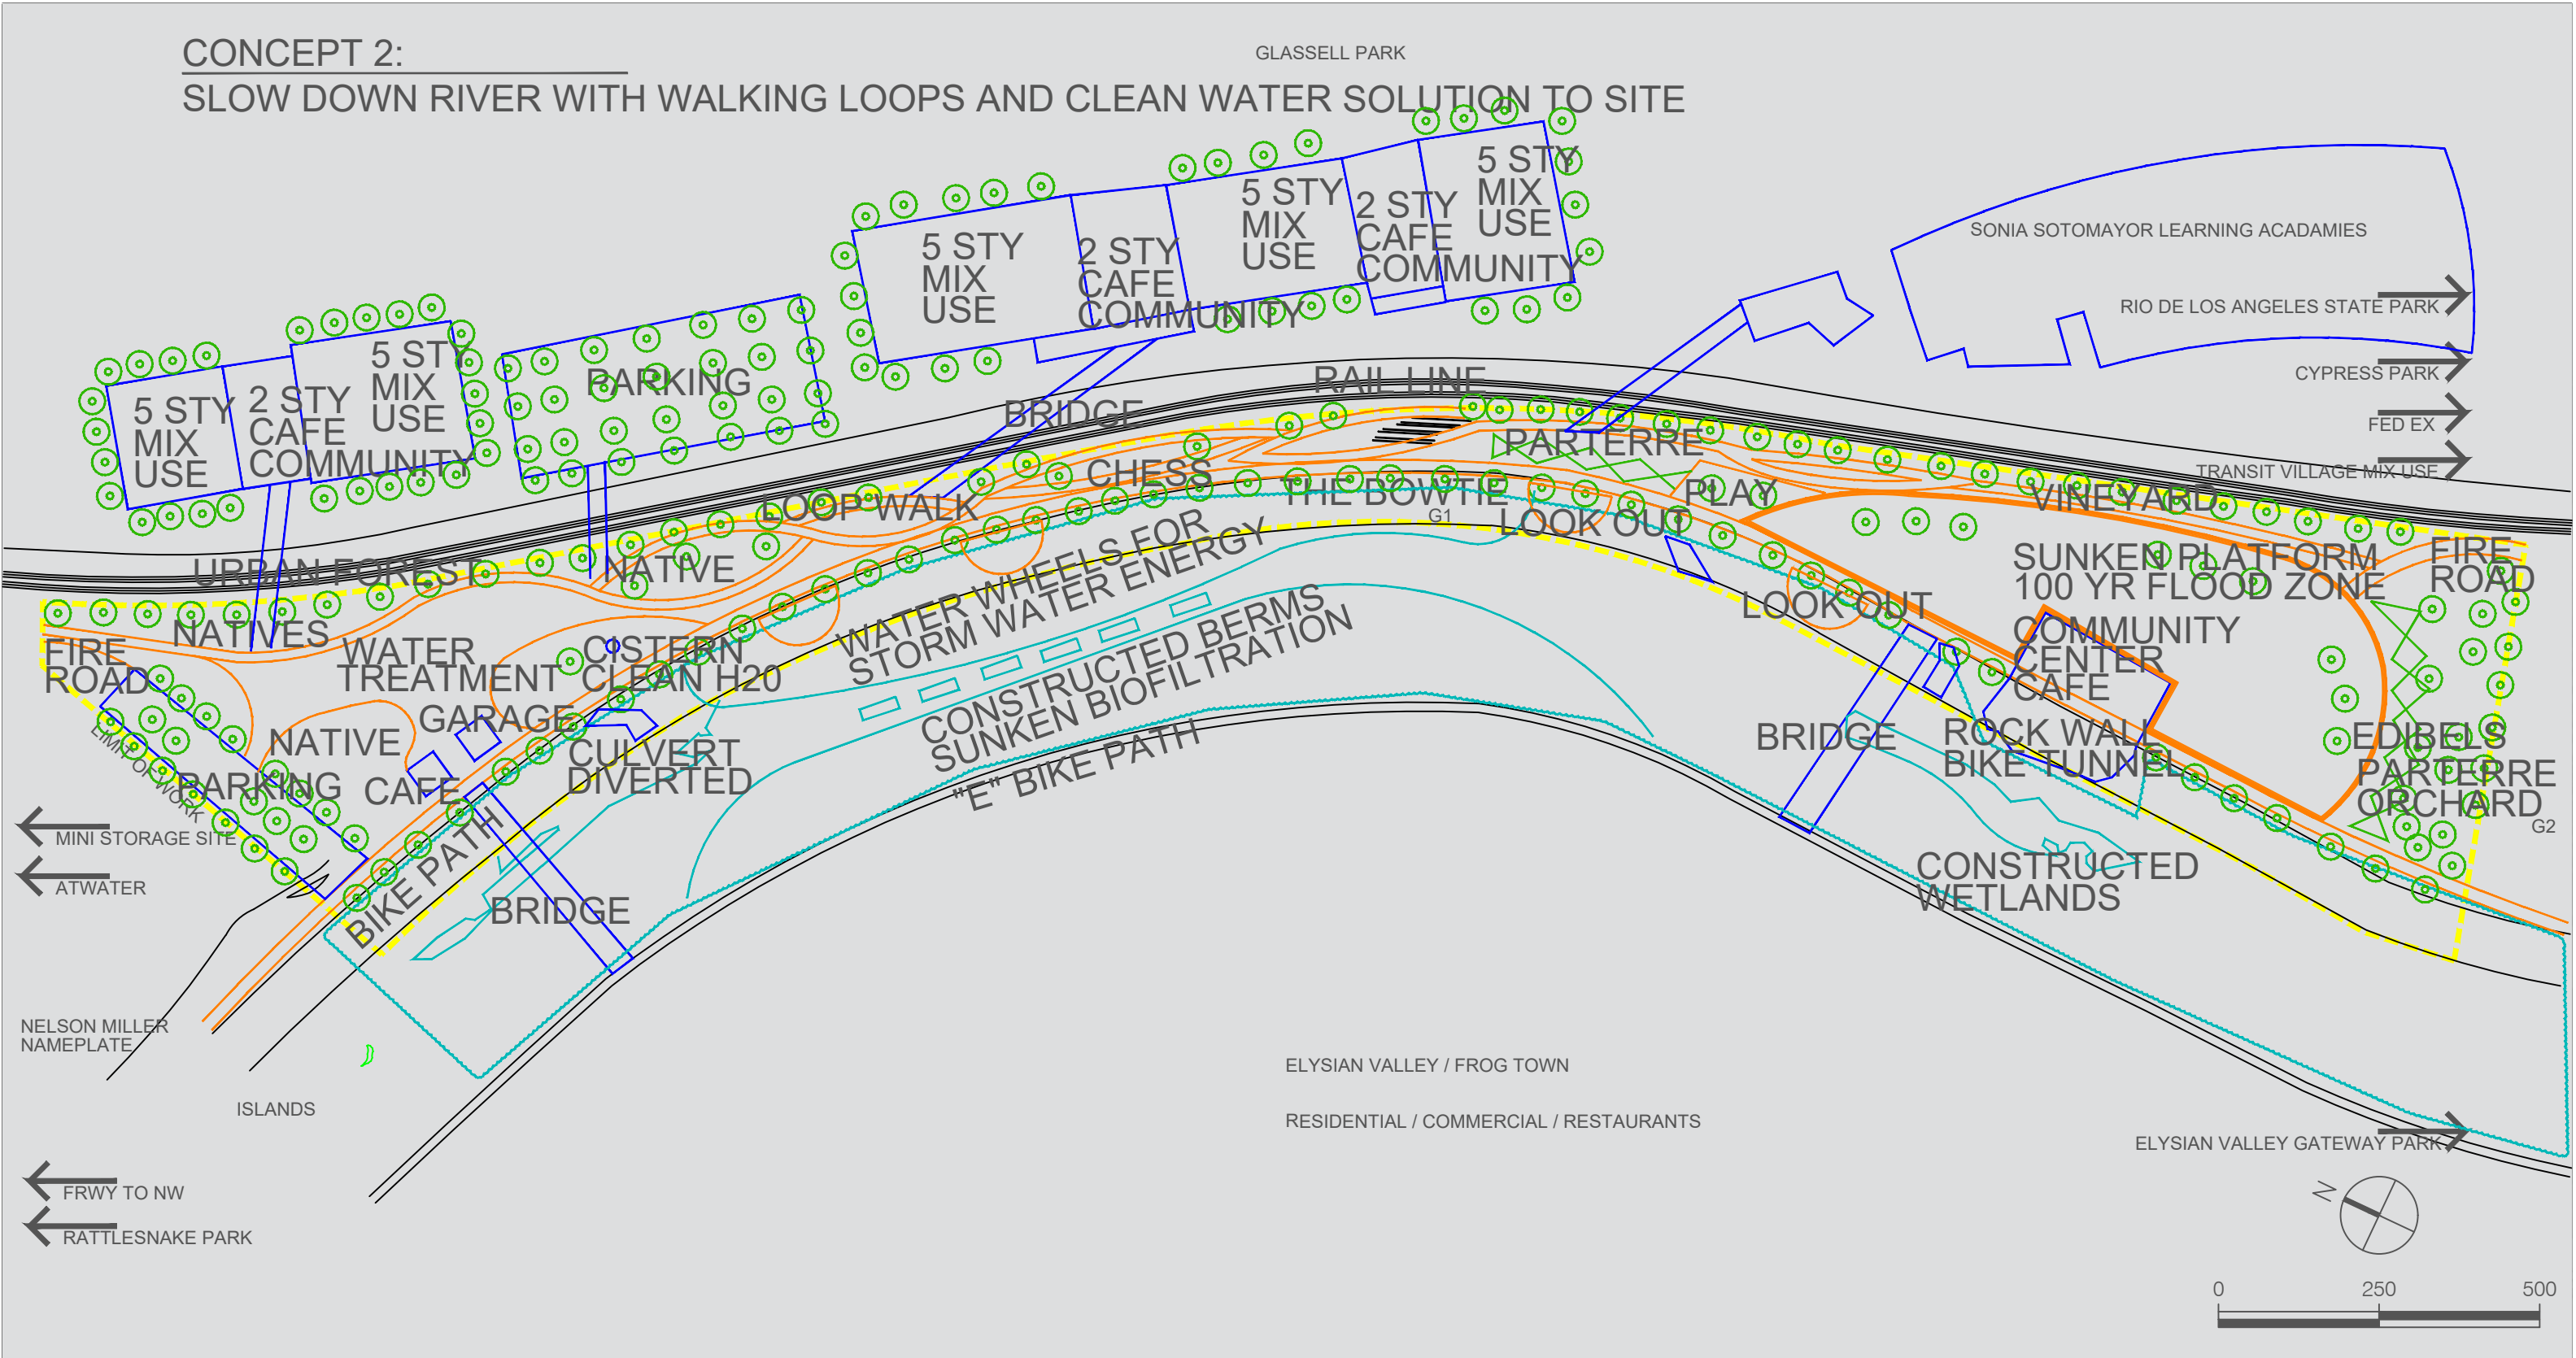 CONCEPT 2:
SLOW DOWN RIVER WITH WALKING LOOPS AND CLEAN WATER SOLUTION TO SITE
GLASSELL PARK
5 STY
MIX
USE
2 STY
CAFE
COMMUNITY
5 STY
MIX
USE
PARKING
5 STY
MIX
USE
2 STY
CAFE
COMMUNITY
5 STY
MIX
USE
2 STY
CAFE
COMMUNITY
5 STY
MIX
USE
SONIA SOTOMAYOR LEARNING ACADAMIES
RIO DE LOS ANGELES STATE PARK
CYPRESS PARK
FED EX
TRANSIT VILLAGE MIX USE
RAIL LINE
BRIDGE
PARTERRE
CHESS
LOOP WALK
THE BOWTIE
G1
PLAY
LOOK OUT
VINEYARD
URBAN FOREST
NATIVE
NATIVES
FIRE
ROAD
WATER
TREATMENT
CISTERN
CLEAN H20
GARAGE
NATIVE
PARKING
CAFE
CULVERT
DIVERTED
LIMIT OF WORK
WATER WHEELS FOR
STORM WATER ENERGY
CONSTRUCTED BERMS
SUNKEN BIOFILTRATION
"E" BIKE PATH
LOOK OUT
SUNKEN PLATFORM
100 YR FLOOD ZONE
COMMUNITY
CENTER
CAFE
FIRE
ROAD
BRIDGE
ROCK WALL
BIKE TUNNEL
EDIBELS
PARTERRE
ORCHARD
G2
CONSTRUCTED
WETLANDS
MINI STORAGE SITE
ATWATER
BIKE PATH
BRIDGE
NELSON MILLER
NAMEPLATE
ISLANDS
ELYSIAN VALLEY / FROG TOWN
RESIDENTIAL / COMMERCIAL / RESTAURANTS
ELYSIAN VALLEY GATEWAY PARK
FRWY TO NW
RATTLESNAKE PARK
N
0 250 500